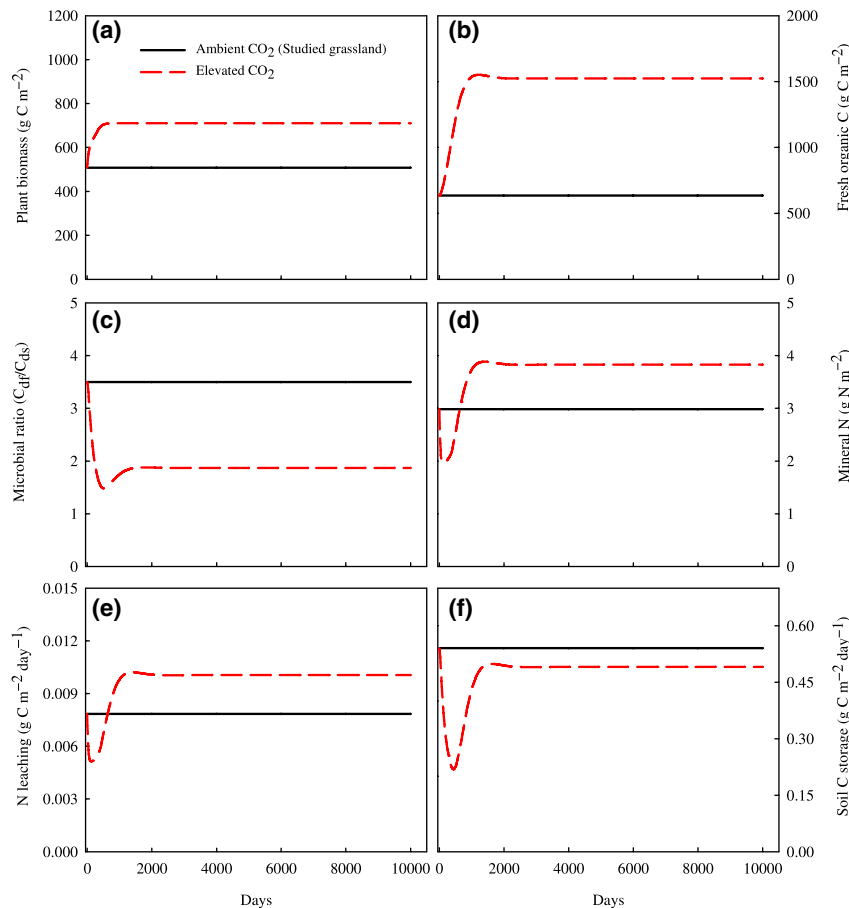 (a)
Ambient CO2 (Studied grassland)
Elevated CO2
Plant biomass (g C m−2)
1200
1000
800
600
400
200
0
(b)
Fresh organic C (g C m−2)
2000
1500
1000
500
0
(c)
Microbial ratio (Cdf/Cds)
5
4
3
2
1
0
(d)
Mineral N (g N m−2)
5
4
3
2
1
0
(e)
N leaching (g C m−2 day−1)
0.015
0.012
0.009
0.006
0.003
0.000
0 2000 4000 6000 8000 10000
Days
(f)
Soil C storage (g C m−2 day−1)
0.60
0.45
0.30
0.15
0.00
0 2000 4000 6000 8000 10000
Days